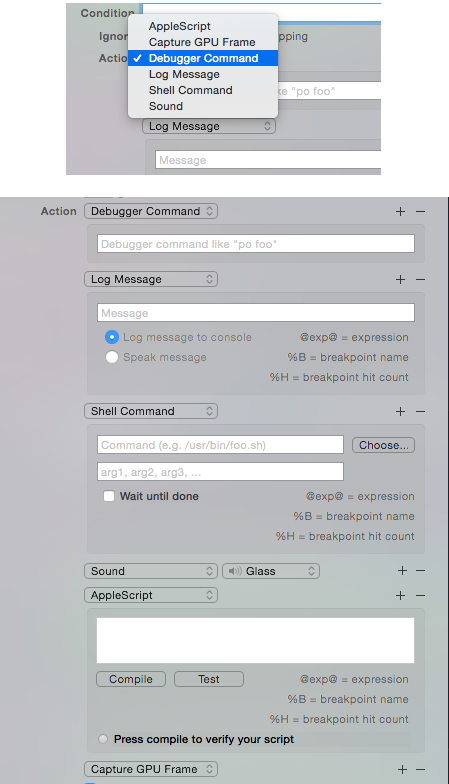 Condition
AppleScript
Ignor
Capture GPU Frame
pping
Actio
✓ Debugger Command
Log Message
Shell Command
ke "po foo"
Sound
Log Message
Message
Action Debugger Command + −
Debugger command like "po foo"
Log Message + −
Message
Log message to console @exp@ = expression
Speak message %B = breakpoint name
%H = breakpoint hit count
Shell Command + −
Command (e.g. /usr/bin/foo.sh) Choose...
arg1, arg2, arg3, ...
Wait until done @exp@ = expression
%B = breakpoint name
%H = breakpoint hit count
Sound Glass + −
AppleScript + −
Compile Test @exp@ = expression
%B = breakpoint name
%H = breakpoint hit count
Press compile to verify your script
Capture GPU Frame + −